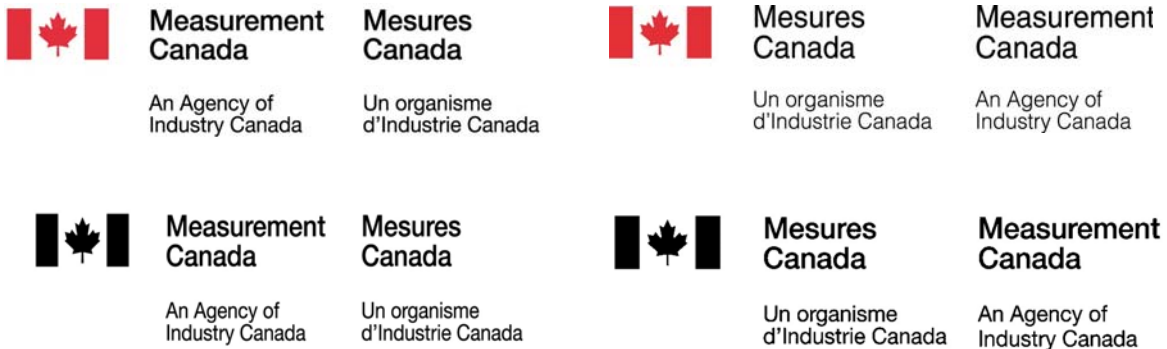 Measurement
Canada
An Agency of
Industry Canada
Mesures
Canada
Un organisme
d'Industrie Canada
Mesures
Canada
Un organisme
d'Industrie Canada
Measurement
Canada
An Agency of
Industry Canada
Measurement
Canada
An Agency of
Industry Canada
Mesures
Canada
Un organisme
d'Industrie Canada
Mesures
Canada
Un organisme
d'Industrie Canada
Measurement
Canada
An Agency of
Industry Canada